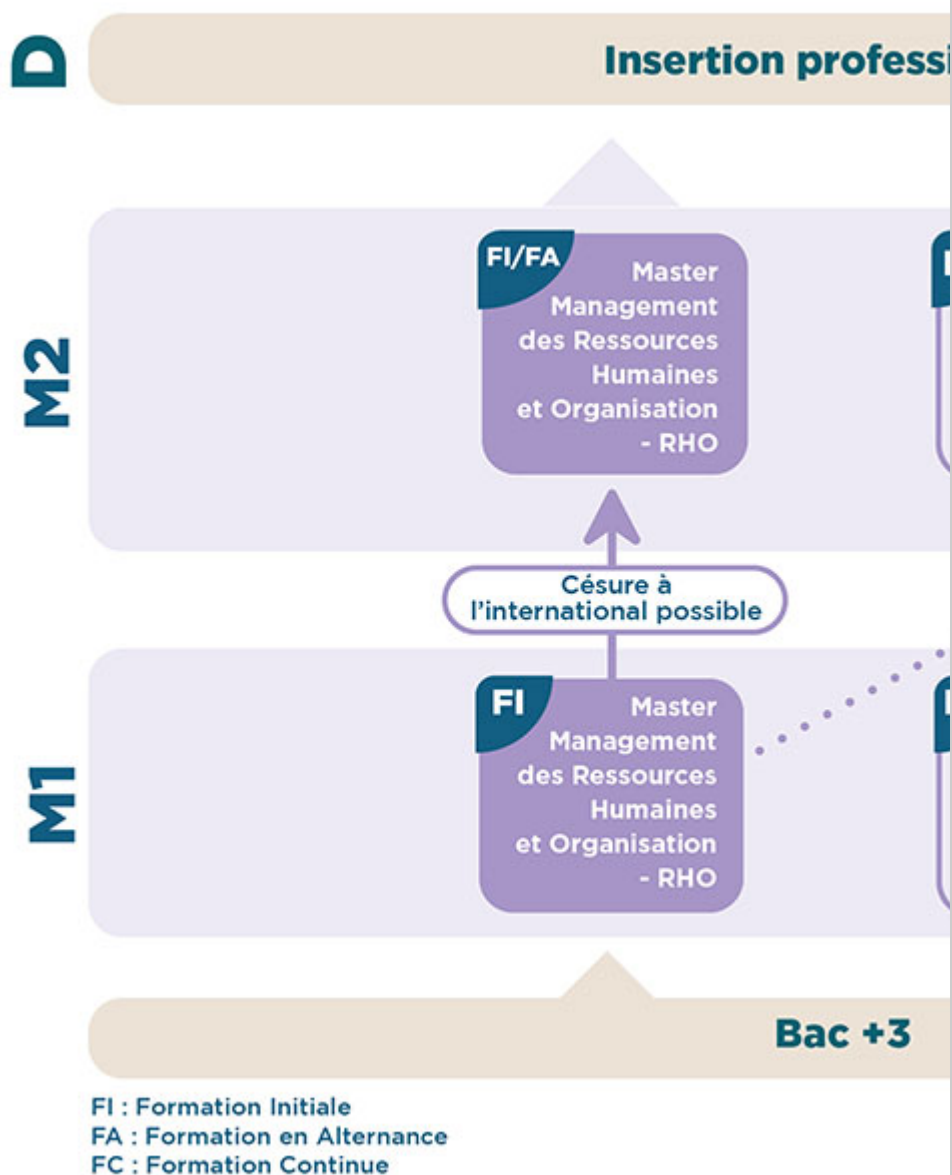 D
Insertion professi
M2
FI/FA
Master
Management
des Ressources
Humaines
et Organisation
- RHO
Césure à
l'international possible
M1
FI
Master
Management
des Ressources
Humaines
et Organisation
- RHO
Bac +3
FI : Formation Initiale
FA : Formation en Alternance
FC : Formation Continue